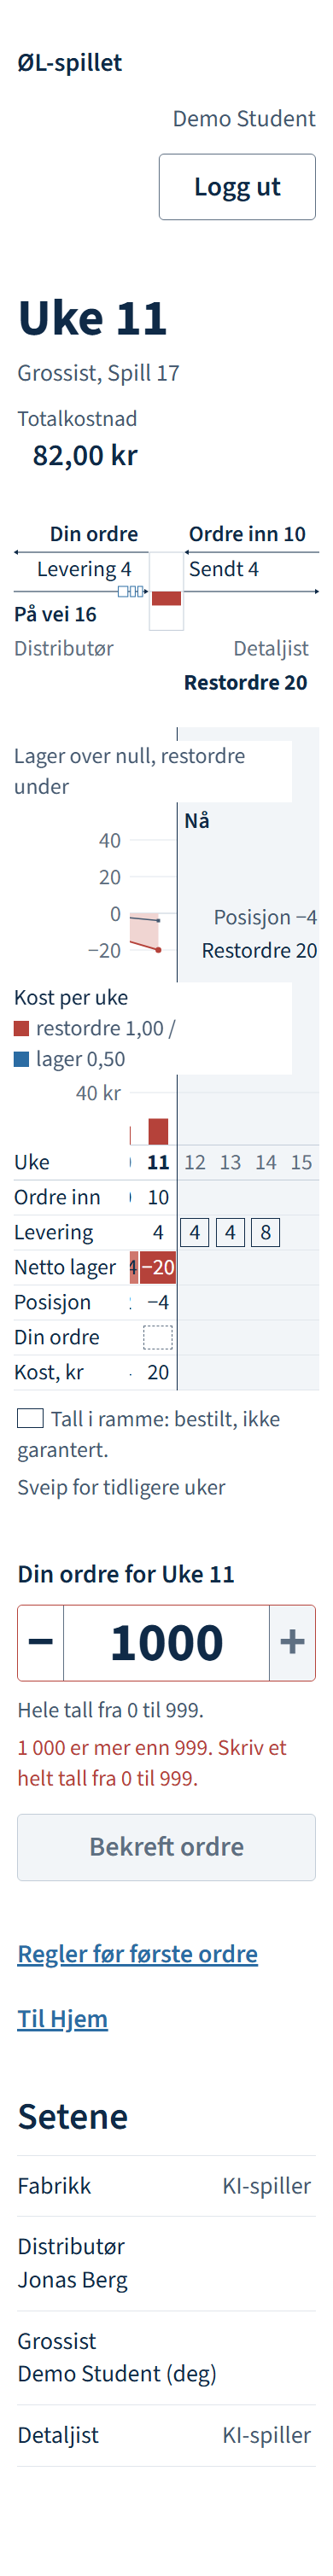 ØL-spillet
Demo Student
Logg ut
Uke 11
Grossist, Spill 17
Totalkostnad
82,00 kr
Din ordre Ordre inn 10
Levering 4 Sendt 4
På vei 16
Distributør Detaljist
Restordre 20
Lager over null, restordre
under
Nå
40
20
0 Posisjon −4
−20 Restordre 20
Kost per uke
restordre 1,00 /
lager 0,50
40 kr
Uke 11 12 13 14 15
Ordre inn 10
Levering 4 4 4 8
Netto lager 4 −20
Posisjon −4
Din ordre
Kost, kr 20
Tall i ramme: bestilt, ikke
garantert.
Sveip for tidligere uker
Din ordre for Uke 11
− 1000 +
Hele tall fra 0 til 999.
1 000 er mer enn 999. Skriv et
helt tall fra 0 til 999.
Bekreft ordre
Regler før første ordre
Til Hjem
Setene
Fabrikk KI-spiller
Distributør
Jonas Berg
Grossist
Demo Student (deg)
Detaljist KI-spiller